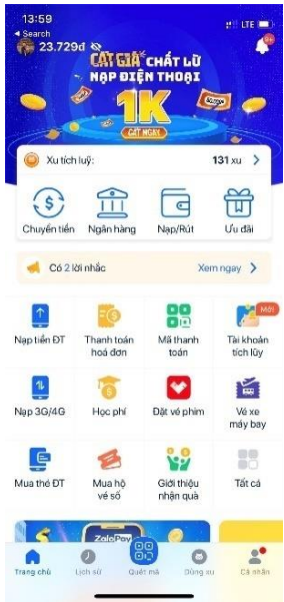 13:59
LTE
Search
23.729đ
9+
CẮT GIÁ* CHẤT LỪ
NẠP ĐIỆN THOẠI
1K
CẮT NGAY
Xu tích luỹ:
131 xu
Chuyển tiền
Ngân hàng
Nạp/Rút
Ưu đãi
Có 2 lời nhắc
Xem ngay
Mới
Nạp tiền ĐT
Thanh toán hoá đơn
Mã thanh toán
Tài khoản tích lũy
Nạp 3G/4G
Học phí
Đặt vé phim
Vé xe máy bay
Mua thẻ ĐT
Mua hộ vé số
Giới thiệu nhận quà
Tất cả
ZaloPay
Trang chủ
Lịch sử
Quét mã
Dùng xu
Cá nhân